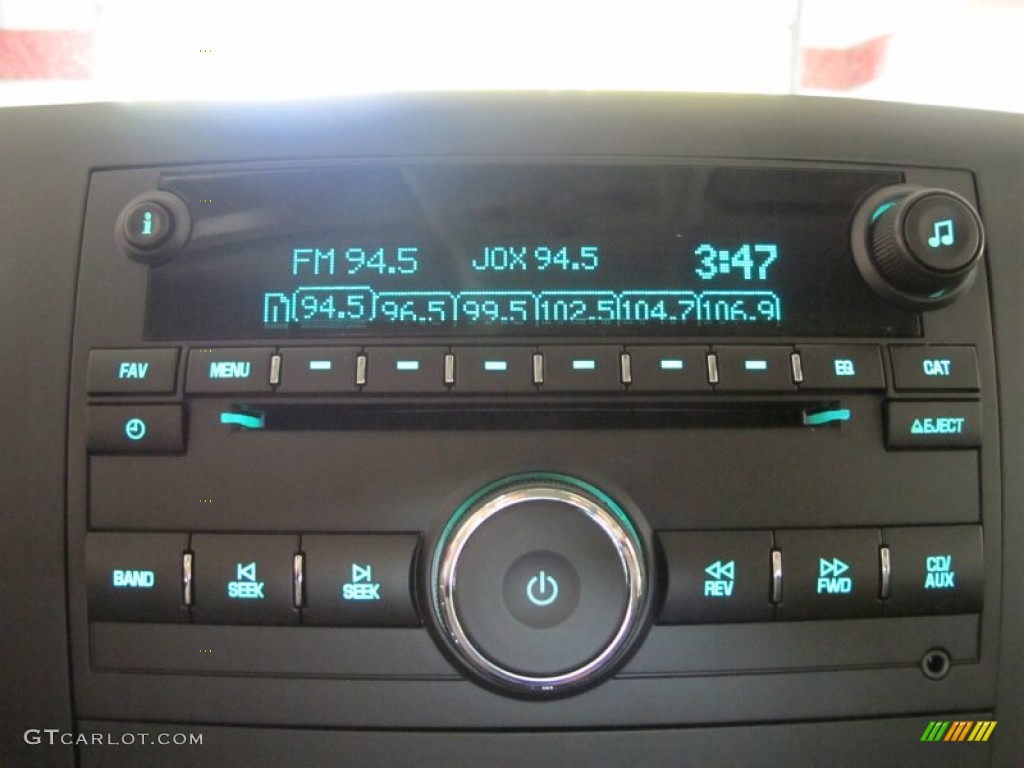 i
FM 94.5 JOX 94.5 3:47
94.5 96.5 99.5 102.5 104.7 106.9
FAV MENU EQ CAT
EJECT
BAND SEEK SEEK REV FWD CD/
AUX
GTCARLOT.COM